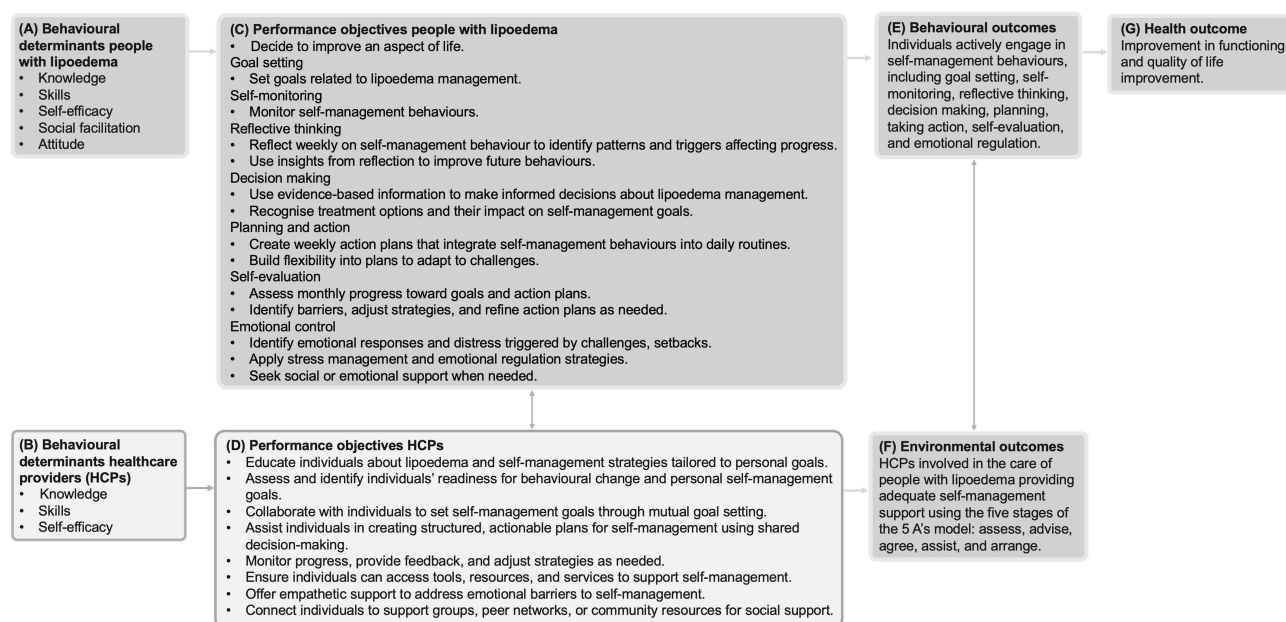 (A) Behavioural
determinants people
with lipoedema
• Knowledge
• Skills
• Self-efficacy
• Social facilitation
• Attitude
(C) Performance objectives people with lipoedema
• Decide to improve an aspect of life.
Goal setting
• Set goals related to lipoedema management.
Self-monitoring
• Monitor self-management behaviours.
Reflective thinking
• Reflect weekly on self-management behaviour to identify patterns and triggers affecting progress.
• Use insights from reflection to improve future behaviours.
Decision making
• Use evidence-based information to make informed decisions about lipoedema management.
• Recognise treatment options and their impact on self-management goals.
Planning and action
• Create weekly action plans that integrate self-management behaviours into daily routines.
• Build flexibility into plans to adapt to challenges.
Self-evaluation
• Assess monthly progress toward goals and action plans.
• Identify barriers, adjust strategies, and refine action plans as needed.
Emotional control
• Identify emotional responses and distress triggered by challenges, setbacks.
• Apply stress management and emotional regulation strategies.
• Seek social or emotional support when needed.
(E) Behavioural outcomes
Individuals actively engage in
self-management behaviours,
including goal setting, self-
monitoring, reflective thinking,
decision making, planning,
taking action, self-evaluation,
and emotional regulation.
(G) Health outcome
Improvement in functioning
and quality of life
improvement.
(B) Behavioural
determinants healthcare
providers (HCPs)
• Knowledge
• Skills
• Self-efficacy
(D) Performance objectives HCPs
• Educate individuals about lipoedema and self-management strategies tailored to personal goals.
• Assess and identify individuals' readiness for behavioural change and personal self-management
goals.
• Collaborate with individuals to set self-management goals through mutual goal setting.
• Assist individuals in creating structured, actionable plans for self-management using shared
decision-making.
• Monitor progress, provide feedback, and adjust strategies as needed.
• Ensure individuals can access tools, resources, and services to support self-management.
• Offer empathetic support to address emotional barriers to self-management.
• Connect individuals to support groups, peer networks, or community resources for social support.
(F) Environmental outcomes
HCPs involved in the care of
people with lipoedema providing
adequate self-management
support using the five stages of
the 5 A's model: assess, advise,
agree, assist, and arrange.